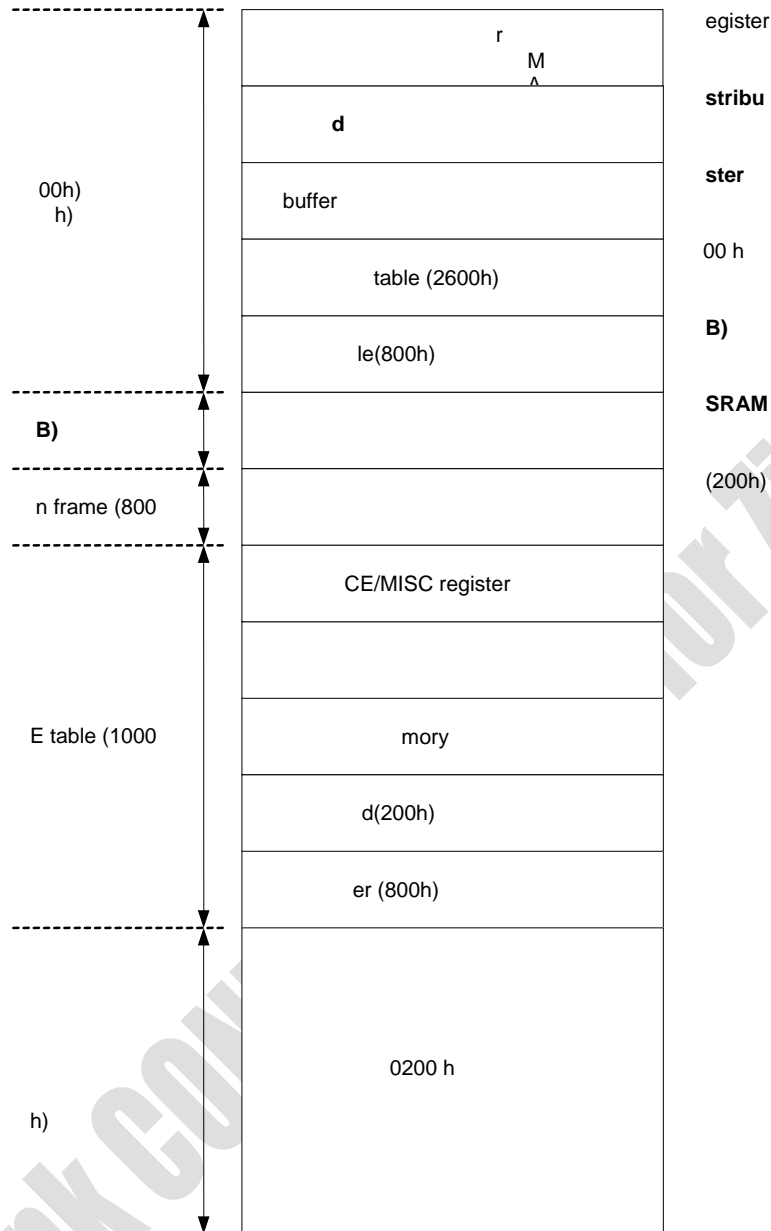 egister
r
M
stribu
d
00h)
h)
ster
buffer
00 h
table (2600h)
B)
le(800h)
B)
SRAM
n frame (800
(200h)
CE/MISC register
E table (1000
mory
d(200h)
er (800h)
0200 h
h)